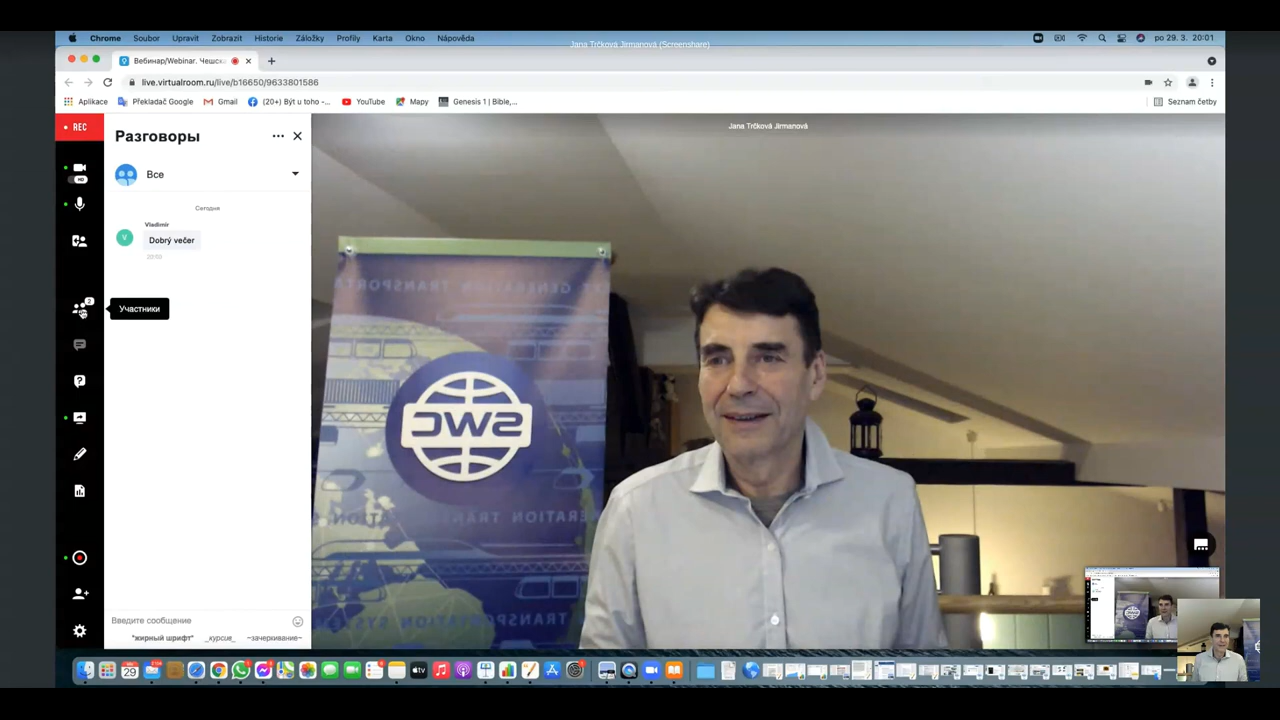 Jana Trčková Jirmanová (Screenshare)
Chrome Soubor Upravit Zobrazit Historie Záložky Profily Karta Okno Nápověda
po 29. 3. 20:01
Вебинар/Webinar. Чешска
live.virtualroom.ru/live/b16650/9633801586
Aplikace Překladač Google Gmail (20+) Být u toho -... YouTube Mapy Genesis 1 | Bible,...
Seznam četby
REC
Разговоры
Jana Trčková Jirmanová
Все
Сегодня
Vladimir
V
Dobrý večer
HD
2
Участники
SWC
Введите сообщение
*жирный шрифт* _курсив_ ~зачеркивание~